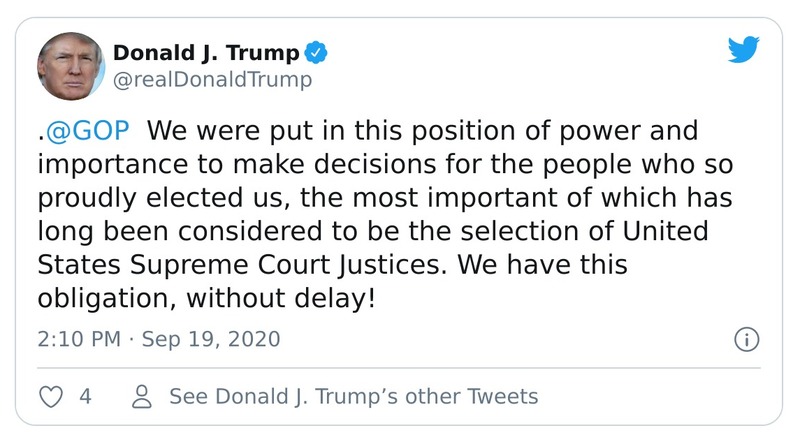 Donald J. Trump
@realDonaldTrump
.@GOP We were put in this position of power and
importance to make decisions for the people who so
proudly elected us, the most important of which has
long been considered to be the selection of United
States Supreme Court Justices. We have this
obligation, without delay!
2:10 PM · Sep 19, 2020
4 See Donald J. Trump’s other Tweets